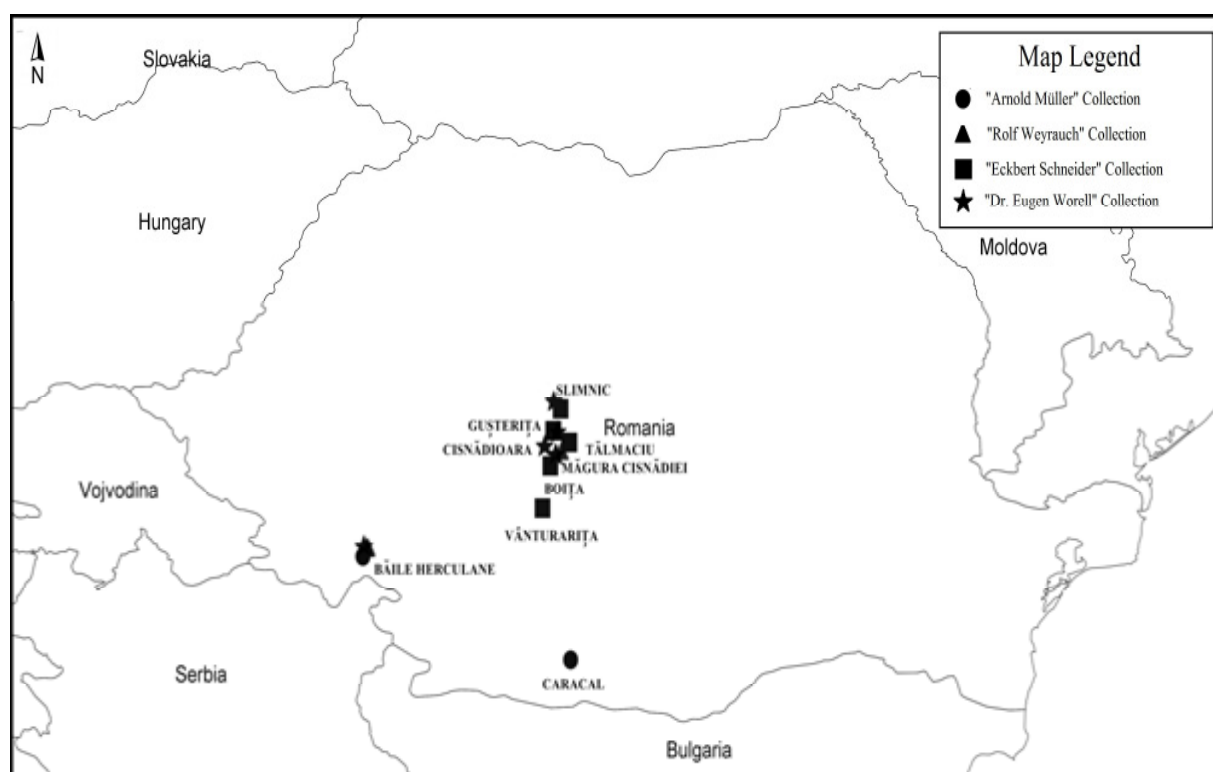 N
Slovakia
Hungary
Map Legend
"Arnold Müller" Collection
"Rolf Weyrauch" Collection
"Eckbert Schneider" Collection
"Dr. Eugen Worell" Collection
Moldova
SLIMNIC
GUȘTERIȚA
Romania
CISNĂDIOARA
TĂLMACIU
MĂGURA CISNĂDIEI
BOIȚA
Vojvodina
VÂNTURARIȚA
BĂILE HERCULANE
Serbia
CARACAL
Bulgaria